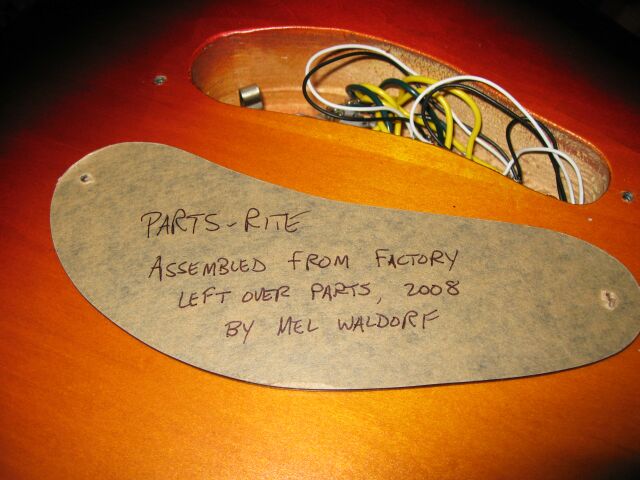 PARTS-RITE
ASSEMBLED FROM FACTORY
LEFT OVER PARTS, 2008
BY MEL WALDORF